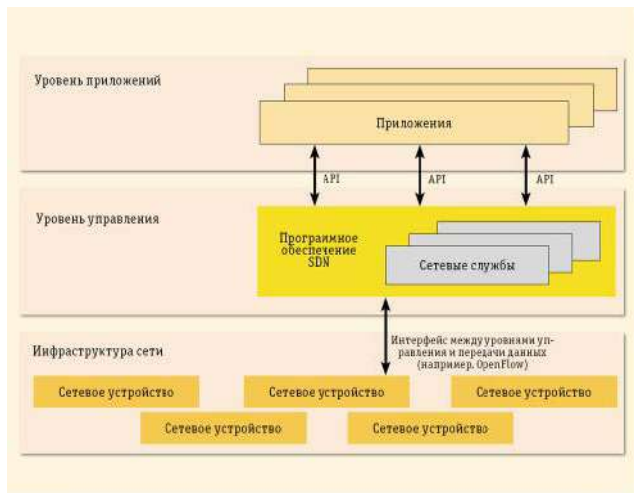 Уровень приложений
Приложения
API
API
API
Уровень управления
Программное
обеспечение
SDN
Сетевые службы
Интерфейс между уровнями уп-
равления и передачи данных
(например, OpenFlow)
Инфраструктура сети
Сетевое устройство
Сетевое устройство
Сетевое устройство
Сетевое устройство
Сетевое устройство